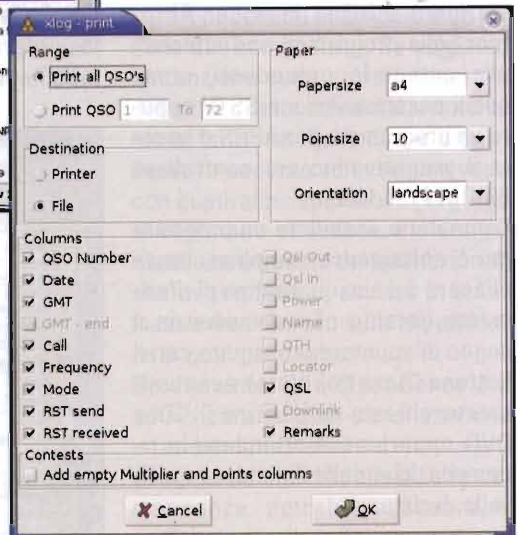 xlog - print
Range
Print all QSO's
Print QSO 1 To 72
Destination
Printer
File
Paper
Papersize a4
Pointsize 10
Orientation landscape
Columns
QSO Number
Date
GMT
GMT - end
Call
Frequency
Mode
RST send
RST received
Qsl Out
Qsl In
Power
Name
QTH
Locator
QSL
Downlink
Remarks
Contests
Add empty Multiplier and Points columns
Cancel
OK